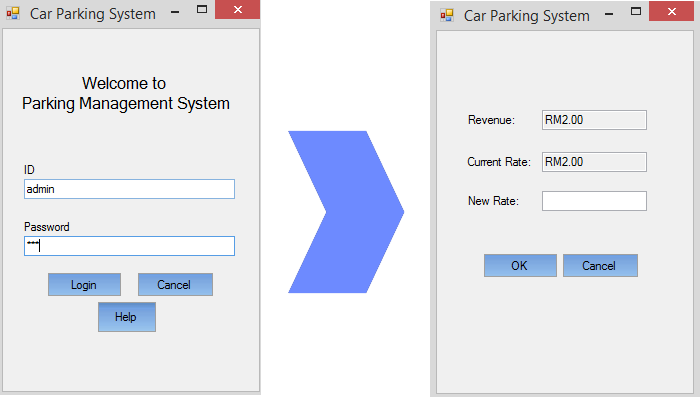 Car Parking System
Welcome to
Parking Management System
ID
admin
Password
***
Login
Cancel
Help
Car Parking System
Revenue:
RM2.00
Current Rate:
RM2.00
New Rate:
OK
Cancel